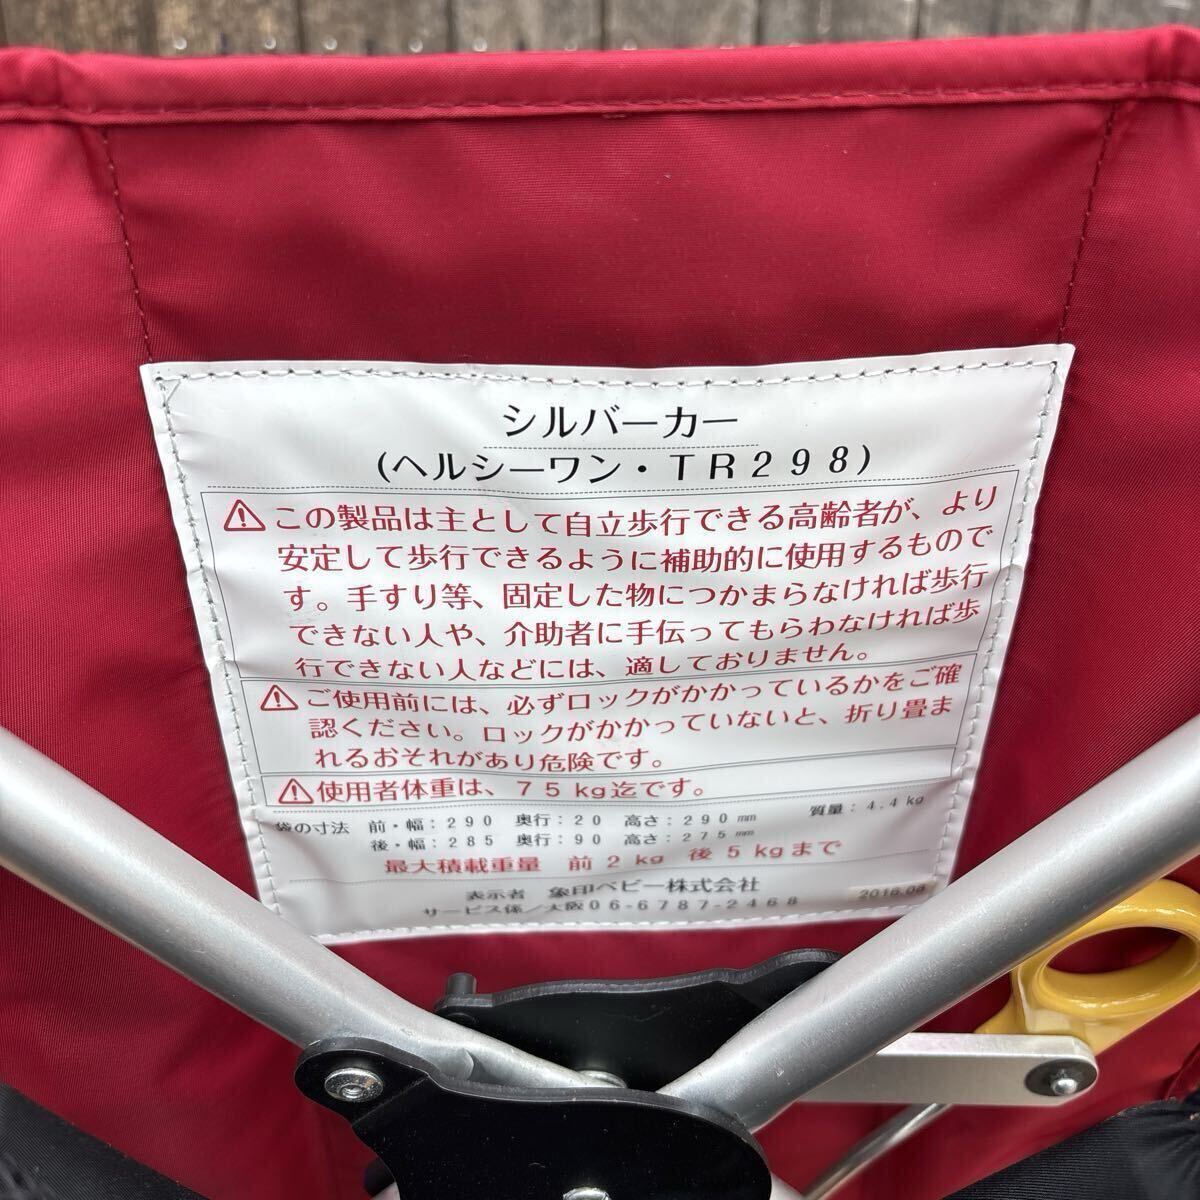 シルバーカー
(ヘルシーワン・TR298)
⚠この製品は主として自立歩行できる高齢者が、より
安定して歩行できるように補助的に使用するもので
す。手すり等、固定した物につかまらなければ歩行
できない人や、介助者に手伝ってもらわなければ歩
行できない人などには、適しておりません。
⚠ご使用前には、必ずロックがかかっているかをご確
認ください。ロックがかかっていないと、折り畳ま
れるおそれがあり危険です。
⚠使用者体重は、75kg迄です。
袋の寸法 前・幅:290 奥行:20 高さ:290mm 質量:4.4kg
後・幅:285 奥行:90 高さ:275mm
最大積載重量 前2kg 後5kgまで
表示者 象印ベビー株式会社
サービス係/大阪06-6787-2468
2016.08